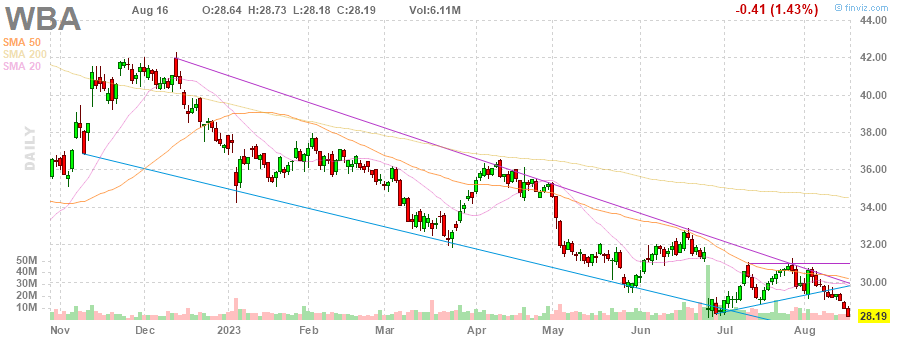 WBA Aug 16 O:28.64 H:28.73 L:28.18 C:28.19 Vol:6.11M -0.41 (1.43%) © finviz.com
SMA 50
SMA 200
SMA 20
DAILY
44.00
42.00
40.00
38.00
36.00
34.00
32.00
30.00
28.19
50M
40M
30M
20M
10M
Nov Dec 2023 Feb Mar Apr May Jun Jul Aug